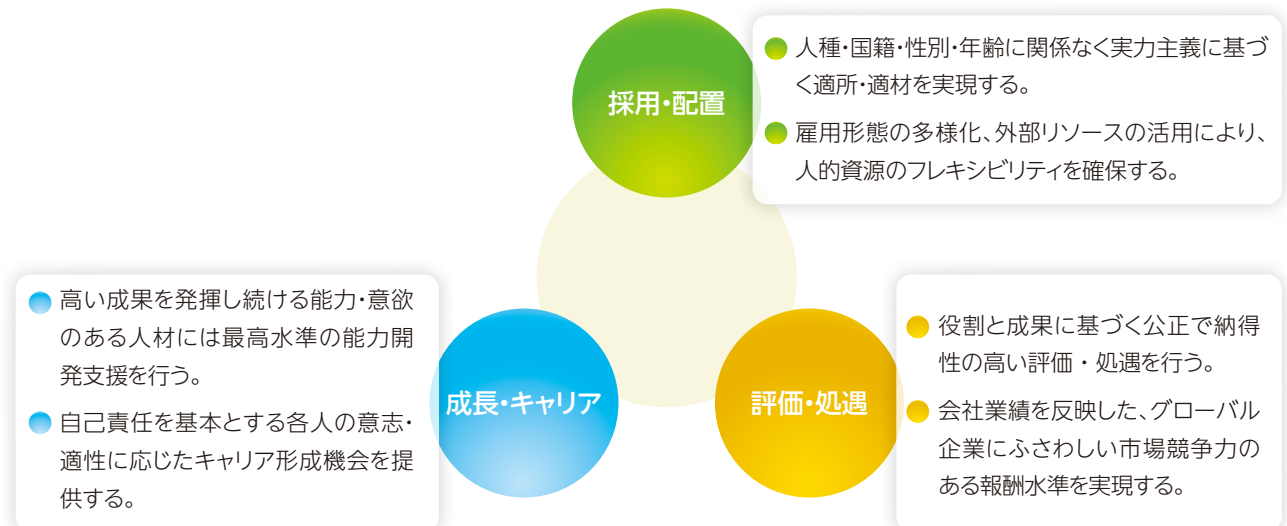 採用・配置
人種・国籍・性別・年齢に関係なく実力主義に基づ
く適所・適材を実現する。
雇用形態の多様化、外部リソースの活用により、
人的資源のフレキシビリティを確保する。
高い成果を発揮し続ける能力・意欲
のある人材には最高水準の能力開
発支援を行う。
自己責任を基本とする各人の意志・
適性に応じたキャリア形成機会を提
供する。
成長・キャリア
評価・処遇
役割と成果に基づく公正で納得
性の高い評価・処遇を行う。
会社業績を反映した、グローバル
企業にふさわしい市場競争力の
ある報酬水準を実現する。